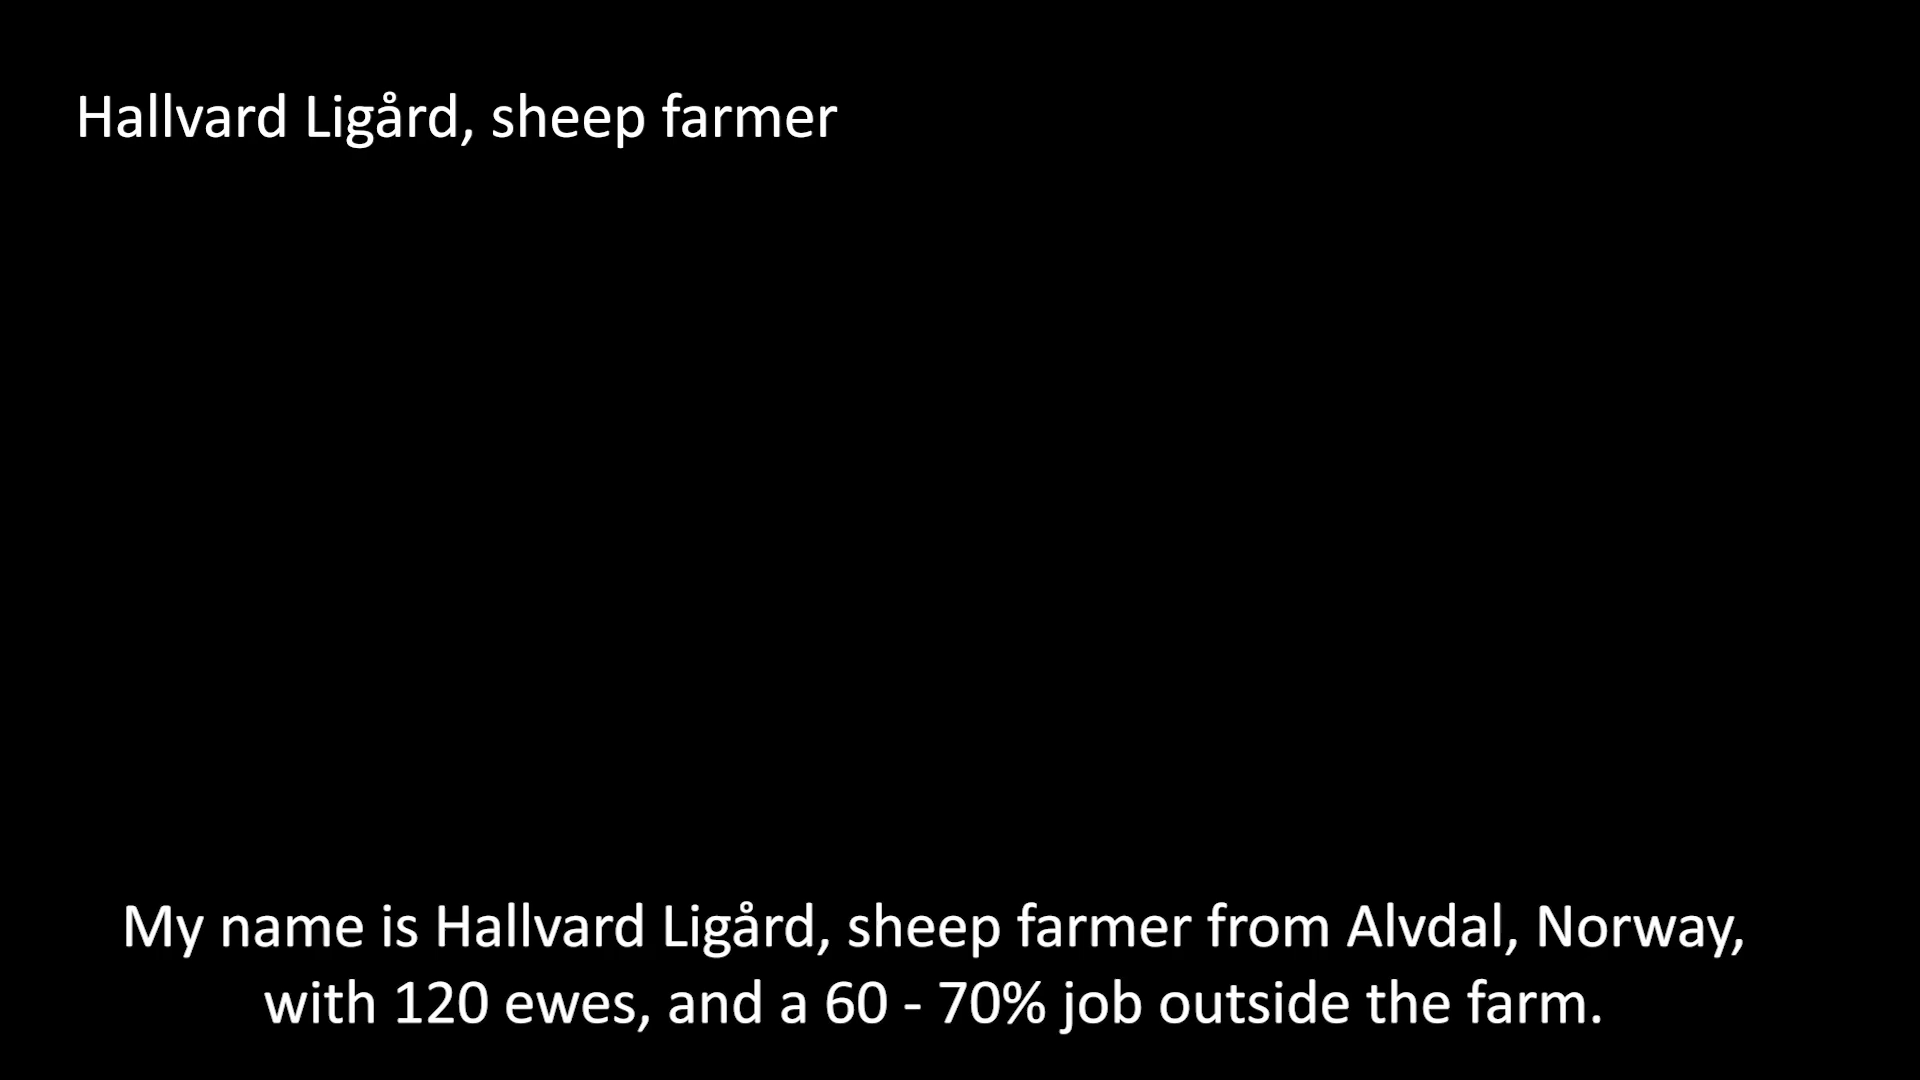 Hallvard Ligård, sheep farmer
My name is Hallvard Ligård, sheep farmer from Alvdal, Norway,
with 120 ewes, and a 60 - 70% job outside the farm.